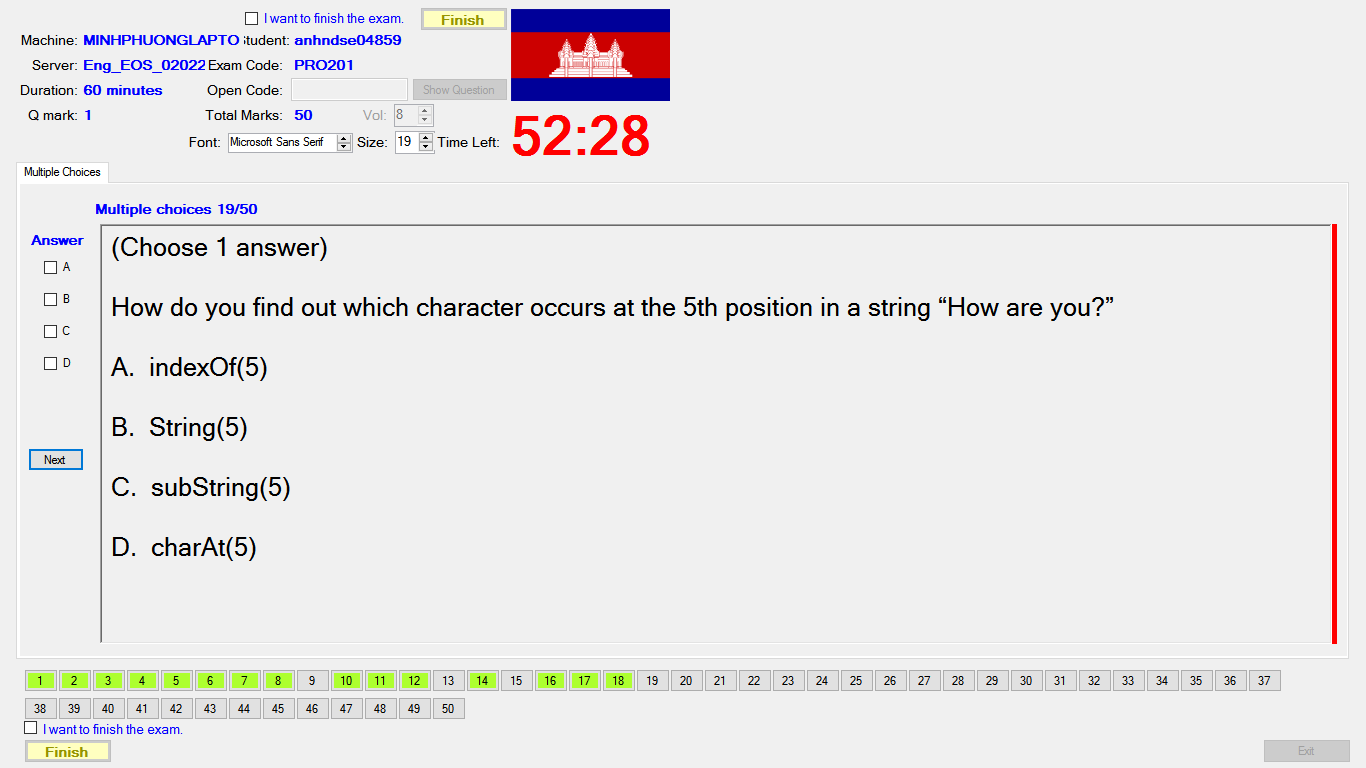 I want to finish the exam. Finish
Machine: MINHPHUONGLAPTO Student: anhndse04859
Server: Eng_EOS_02022 Exam Code: PRO201
Duration: 60 minutes Open Code: Show Question
Q mark: 1 Total Marks: 50 Vol: 8
Font: Microsoft Sans Serif Size: 19 Time Left: 52:28
Multiple Choices
Multiple choices 19/50
Answer
A
B
C
D
Next
(Choose 1 answer)
How do you find out which character occurs at the 5th position in a string “How are you?”
A. indexOf(5)
B. String(5)
C. subString(5)
D. charAt(5)
1 2 3 4 5 6 7 8 9 10 11 12 13 14 15 16 17 18 19 20 21 22 23 24 25 26 27 28 29 30 31 32 33 34 35 36 37
38 39 40 41 42 43 44 45 46 47 48 49 50
I want to finish the exam.
Finish Exit